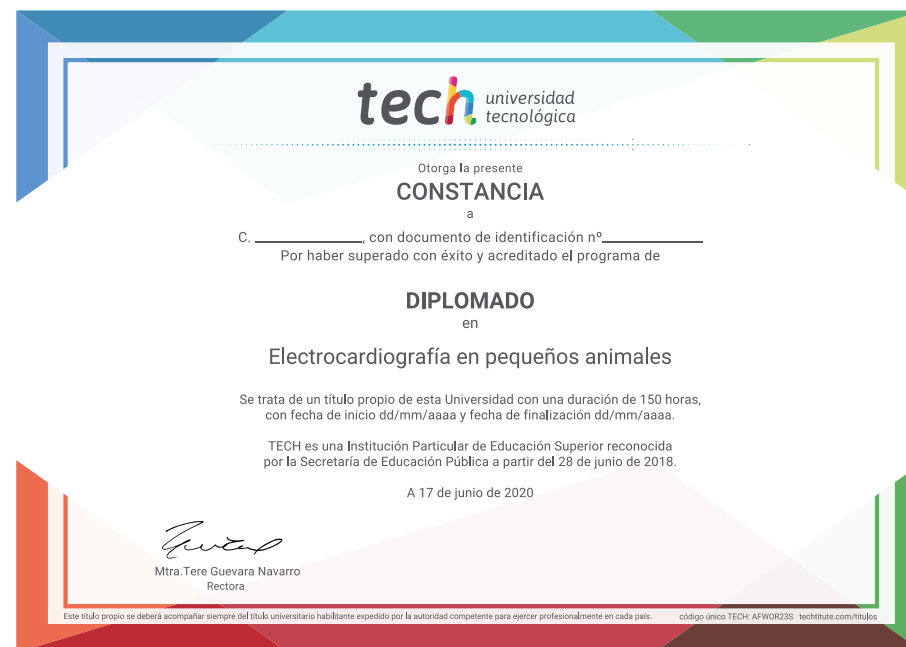 tech universidad
tecnológica
Otorga la presente
CONSTANCIA
a
C. ____________, con documento de identificación nº____________
Por haber superado con éxito y acreditado el programa de
DIPLOMADO
en
Electrocardiografía en pequeños animales
Se trata de un título propio de esta Universidad con una duración de 150 horas,
con fecha de inicio dd/mm/aaaa y fecha de finalización dd/mm/aaaa.
TECH es una Institución Particular de Educación Superior reconocida
por la Secretaría de Educación Pública a partir del 28 de junio de 2018.
A 17 de junio de 2020
Mtra.Tere Guevara Navarro
Rectora
Este título propio se deberá acompañar siempre del título universitario habilitante expedido por la autoridad competente para ejercer profesionalmente en cada país. código único TECH: AFWOR23S techtitute.com/titulos